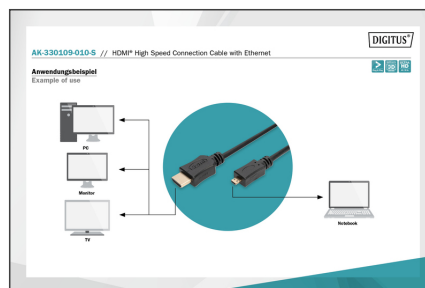 DIGITUS®
AK-330109-010-S // HDMI® High Speed Connection Cable with Ethernet
Anwendungsbeispiel
Example of use
PC
Monitor
TV
Notebook